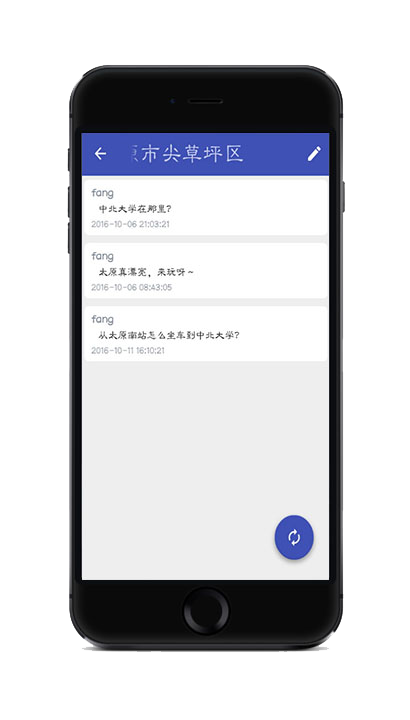 市尖草坪区
fang
中北大学在那里?
2016-10-06 21:03:21
fang
太原真漂亮，来玩呀～
2016-10-06 08:43:05
fang
从太原南站怎么坐车到中北大学?
2016-10-11 16:10:21